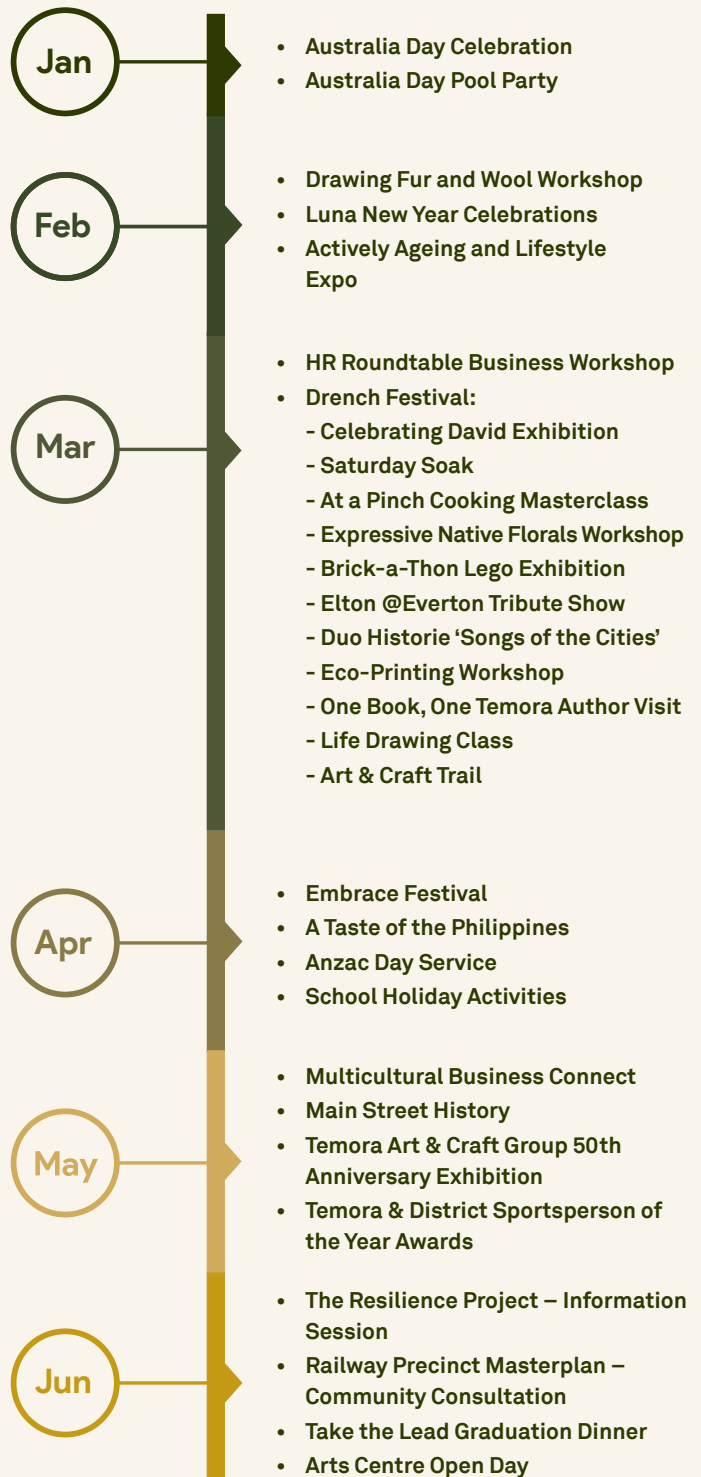 Jan
• Australia Day Celebration
• Australia Day Pool Party
Feb
• Drawing Fur and Wool Workshop
• Luna New Year Celebrations
• Actively Ageing and Lifestyle
Expo
Mar
• HR Roundtable Business Workshop
• Drench Festival:
- Celebrating David Exhibition
- Saturday Soak
- At a Pinch Cooking Masterclass
- Expressive Native Florals Workshop
- Brick-a-Thon Lego Exhibition
- Elton @Everton Tribute Show
- Duo Historie ‘Songs of the Cities’
- Eco-Printing Workshop
- One Book, One Temora Author Visit
- Life Drawing Class
- Art & Craft Trail
Apr
• Embrace Festival
• A Taste of the Philippines
• Anzac Day Service
• School Holiday Activities
May
• Multicultural Business Connect
• Main Street History
• Temora Art & Craft Group 50th
Anniversary Exhibition
• Temora & District Sportsperson of
the Year Awards
Jun
• The Resilience Project – Information
Session
• Railway Precinct Masterplan –
Community Consultation
• Take the Lead Graduation Dinner
• Arts Centre Open Day